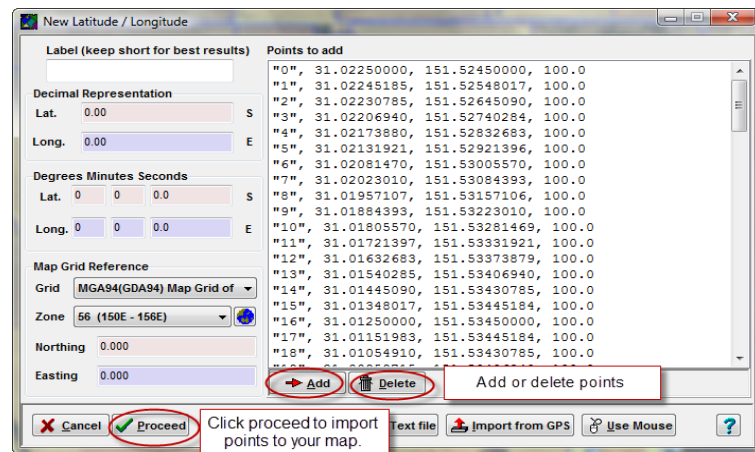 New Latitude / Longitude
Label (keep short for best results)
Decimal Representation
Lat. 0.00 S
Long. 0.00 E
Degrees Minutes Seconds
Lat. 0 0 0.0 S
Long. 0 0 0.0 E
Map Grid Reference
Grid MGA94(GDA94) Map Grid of
Zone 56 (150E - 156E)
Northing 0.000
Easting 0.000
Points to add
"0", 31.02250000, 151.52450000, 100.0
"1", 31.02245185, 151.52548017, 100.0
"2", 31.02230785, 151.52645090, 100.0
"3", 31.02206940, 151.52740284, 100.0
"4", 31.02173880, 151.52832683, 100.0
"5", 31.02131921, 151.52921396, 100.0
"6", 31.02081470, 151.53005570, 100.0
"7", 31.02023010, 151.53084393, 100.0
"8", 31.01957107, 151.53157106, 100.0
"9", 31.01884393, 151.53223010, 100.0
"10", 31.01805570, 151.53281469, 100.0
"11", 31.01721397, 151.53331921, 100.0
"12", 31.01632683, 151.53373879, 100.0
"13", 31.01540285, 151.53406940, 100.0
"14", 31.01445090, 151.53430785, 100.0
"15", 31.01348017, 151.53445184, 100.0
"16", 31.01250000, 151.53450000, 100.0
"17", 31.01151983, 151.53445184, 100.0
"18", 31.01054910, 151.53430785, 100.0
Add
Delete
Add or delete points
Cancel
Proceed
Click proceed to import
points to your map.
Text file
Import from GPS
Use Mouse
?